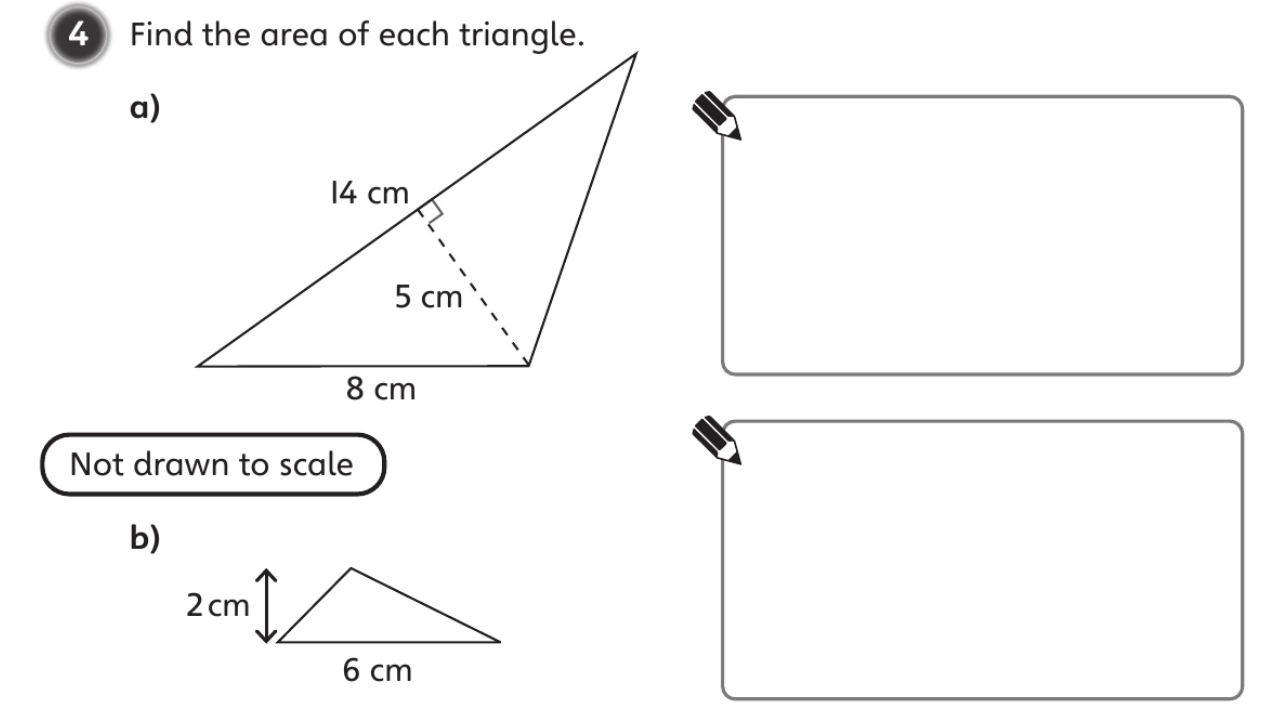 4 Find the area of each triangle.
a)
14 cm
5 cm
8 cm
Not drawn to scale
b)
2 cm
6 cm